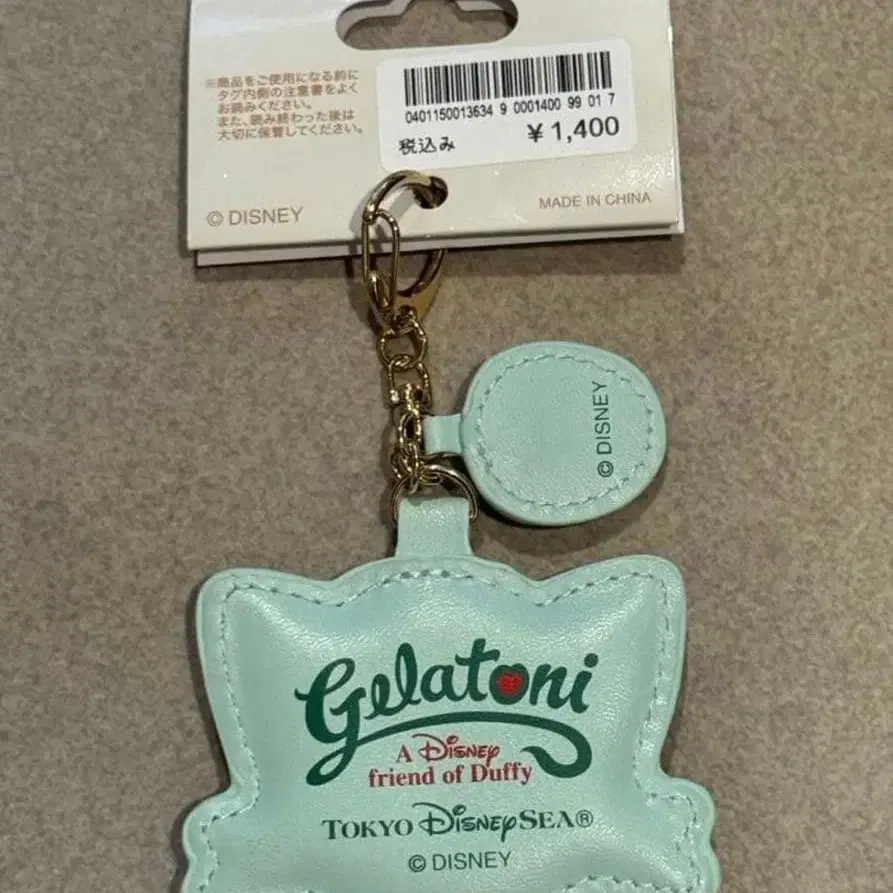 ※商品をご使用になる前に
タグ内側の注意書をよく
お読みください。
また、読み終わった後は
大切に保管してください。
© DISNEY
0401150013634 9 0001400 99 01 7
税込み
¥1,400
MADE IN CHINA
© DISNEY
Gelatoni
A Disney
friend of Duffy
TOKYO DISNEYSEA®
© DISNEY